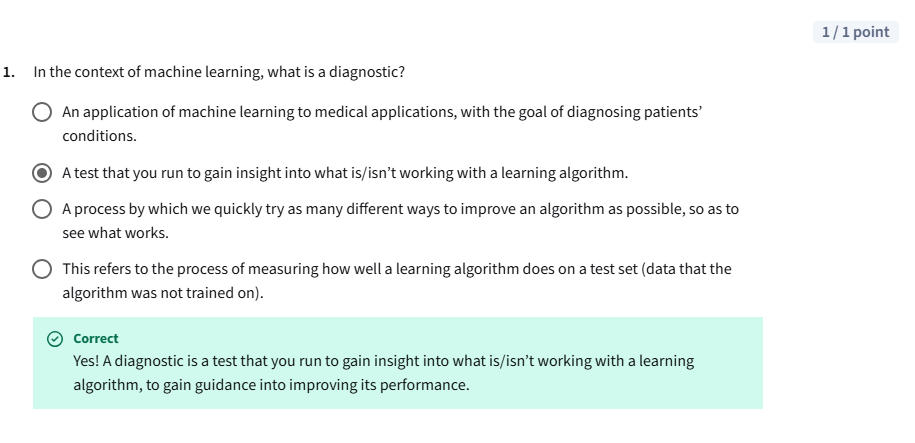 1 / 1 point
1. In the context of machine learning, what is a diagnostic?
An application of machine learning to medical applications, with the goal of diagnosing patients’
conditions.
A test that you run to gain insight into what is/isn’t working with a learning algorithm.
A process by which we quickly try as many different ways to improve an algorithm as possible, so as to
see what works.
This refers to the process of measuring how well a learning algorithm does on a test set (data that the
algorithm was not trained on).
Correct
Yes! A diagnostic is a test that you run to gain insight into what is/isn’t working with a learning
algorithm, to gain guidance into improving its performance.